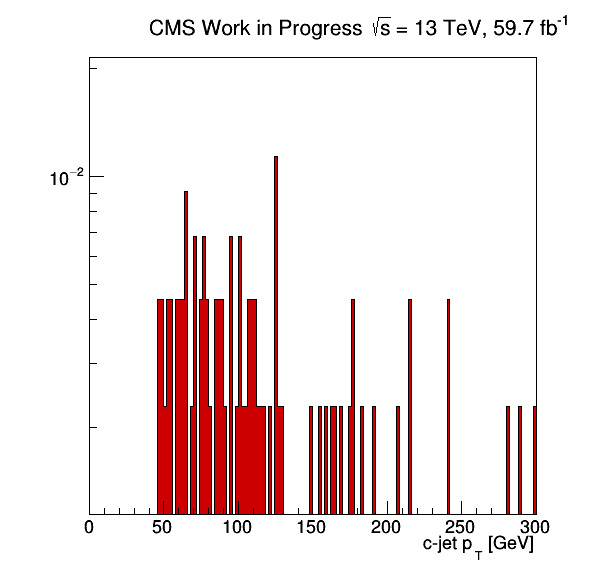 CMS Work in Progress √s = 13 TeV, 59.7 fb⁻¹
10⁻²
0 50 100 150 200 250 300
c-jet p_T [GeV]